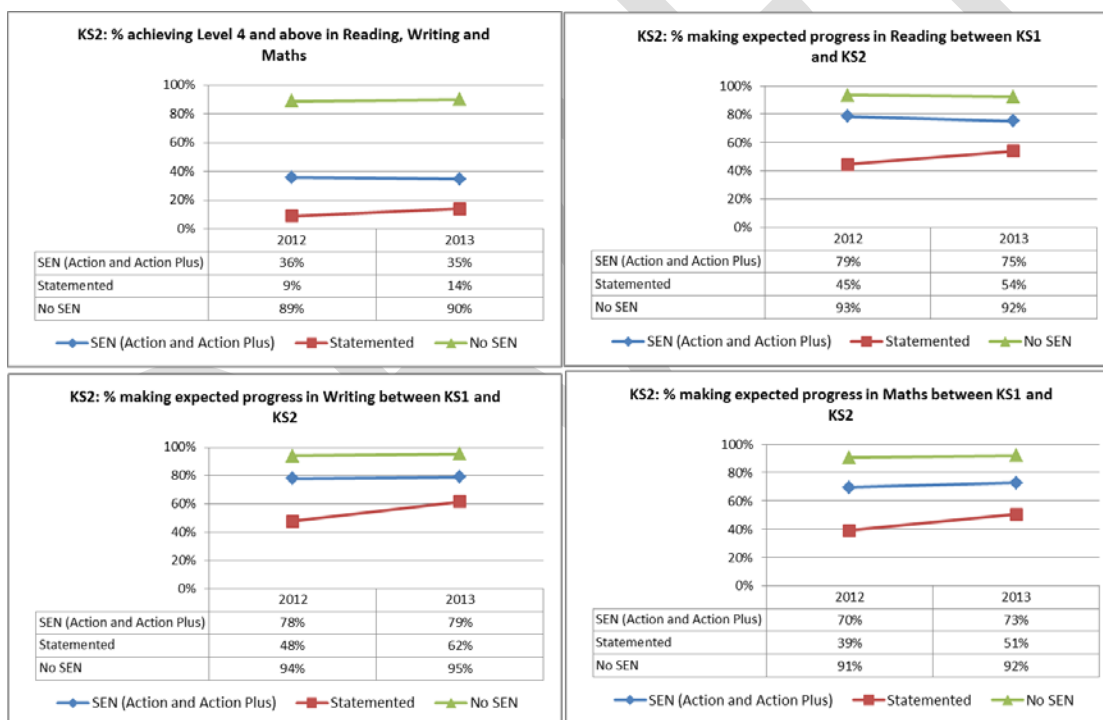 KS2: % achieving Level 4 and above in Reading, Writing and
Maths
100%
80%
60%
40%
20%
0%
2012 2013
SEN (Action and Action Plus) 36% 35%
Statemented 9% 14%
No SEN 89% 90%
SEN (Action and Action Plus) Statemented No SEN
KS2: % making expected progress in Reading between KS1
and KS2
100%
80%
60%
40%
20%
0%
2012 2013
SEN (Action and Action Plus) 79% 75%
Statemented 45% 54%
No SEN 93% 92%
SEN (Action and Action Plus) Statemented No SEN
KS2: % making expected progress in Writing between KS1 and
KS2
100%
80%
60%
40%
20%
0%
2012 2013
SEN (Action and Action Plus) 78% 79%
Statemented 48% 62%
No SEN 94% 95%
SEN (Action and Action Plus) Statemented No SEN
KS2: % making expected progress in Maths between KS1 and
KS2
100%
80%
60%
40%
20%
0%
2012 2013
SEN (Action and Action Plus) 70% 73%
Statemented 39% 51%
No SEN 91% 92%
SEN (Action and Action Plus) Statemented No SEN